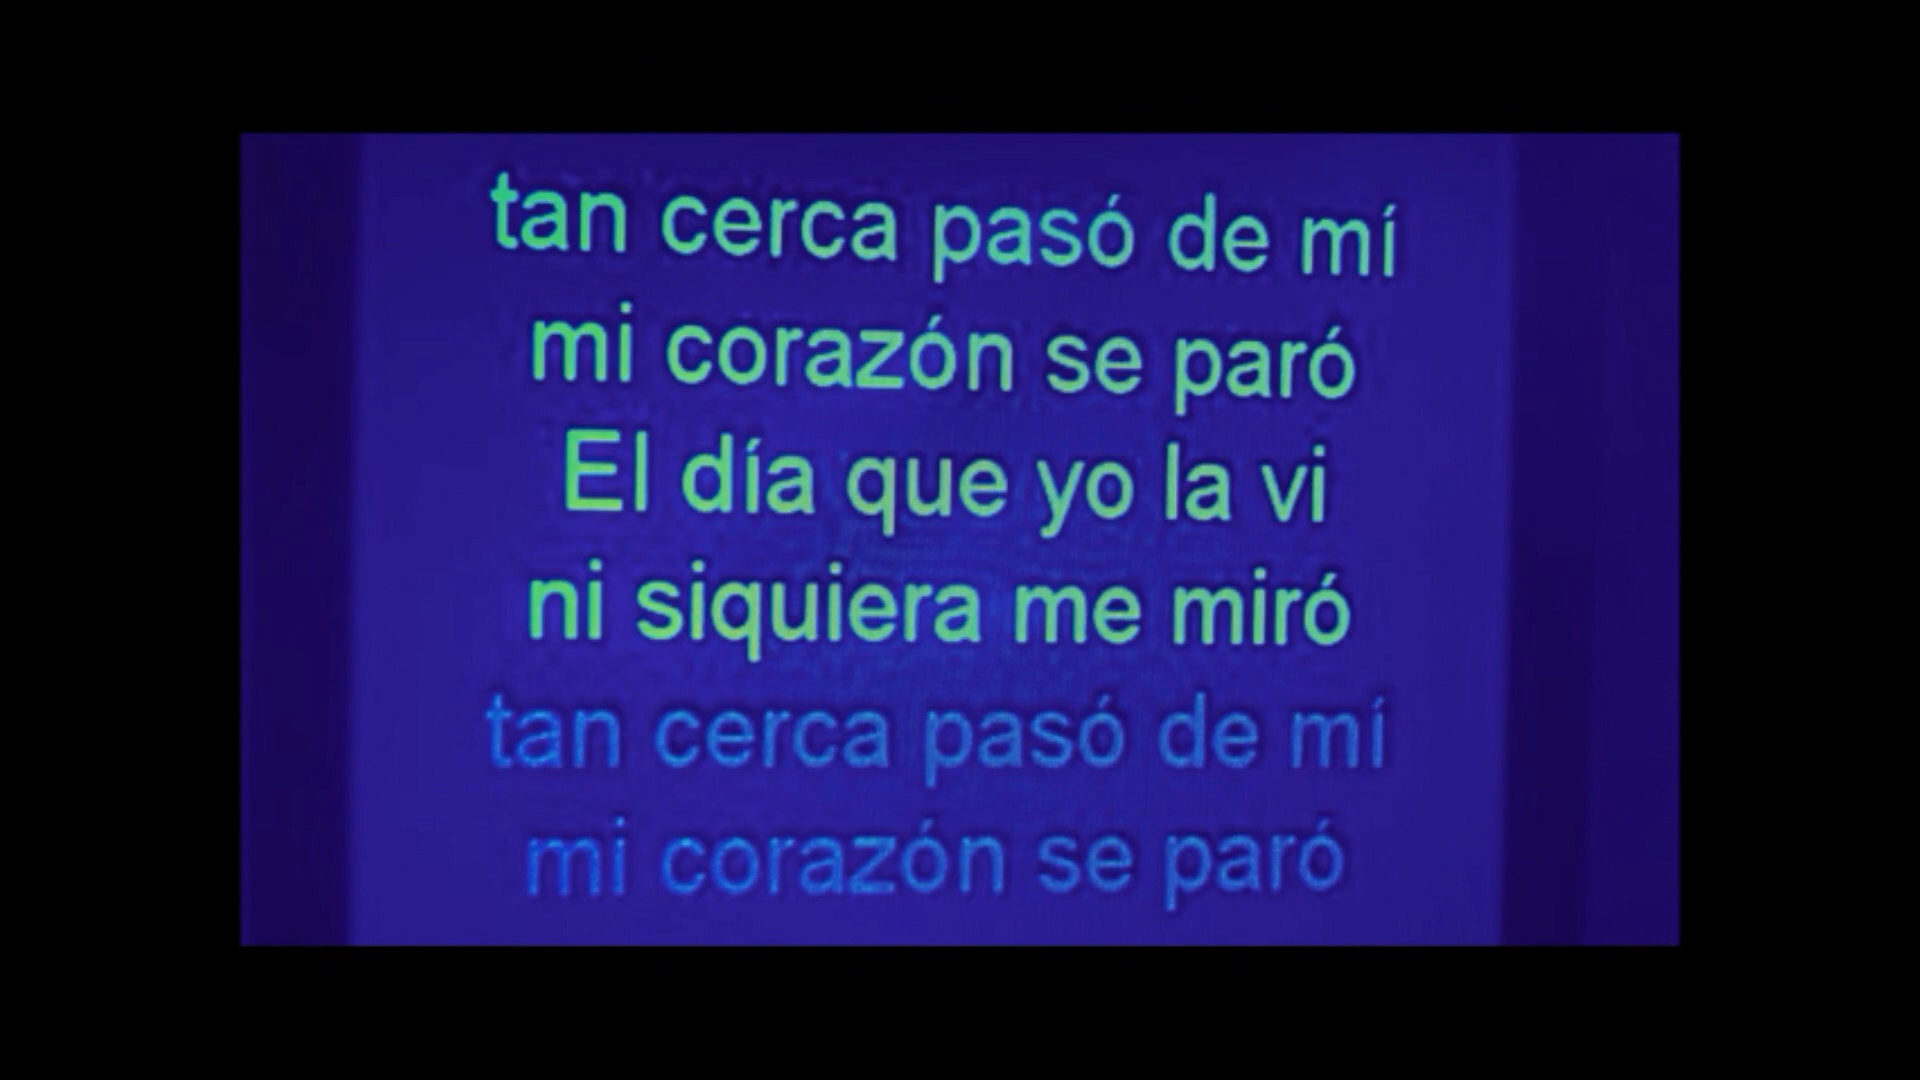 tan cerca pasó de mí
mi corazón se paró
El día que yo la vi
ni siquiera me miró
tan cerca pasó de mí
mi corazón se paró